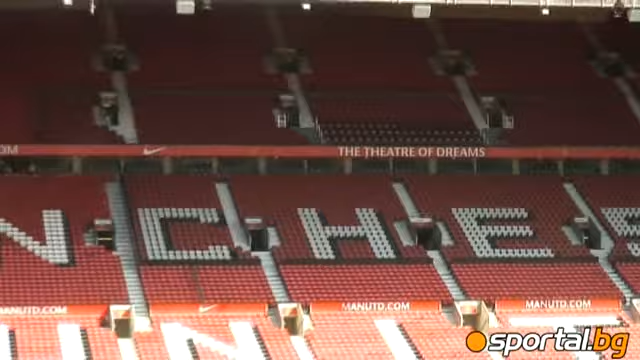 OM
THE THEATRE OF DREAMS
NCHES
MANUTD.COM
MANUTD.COM
MANUTD.COM
sportal.bg